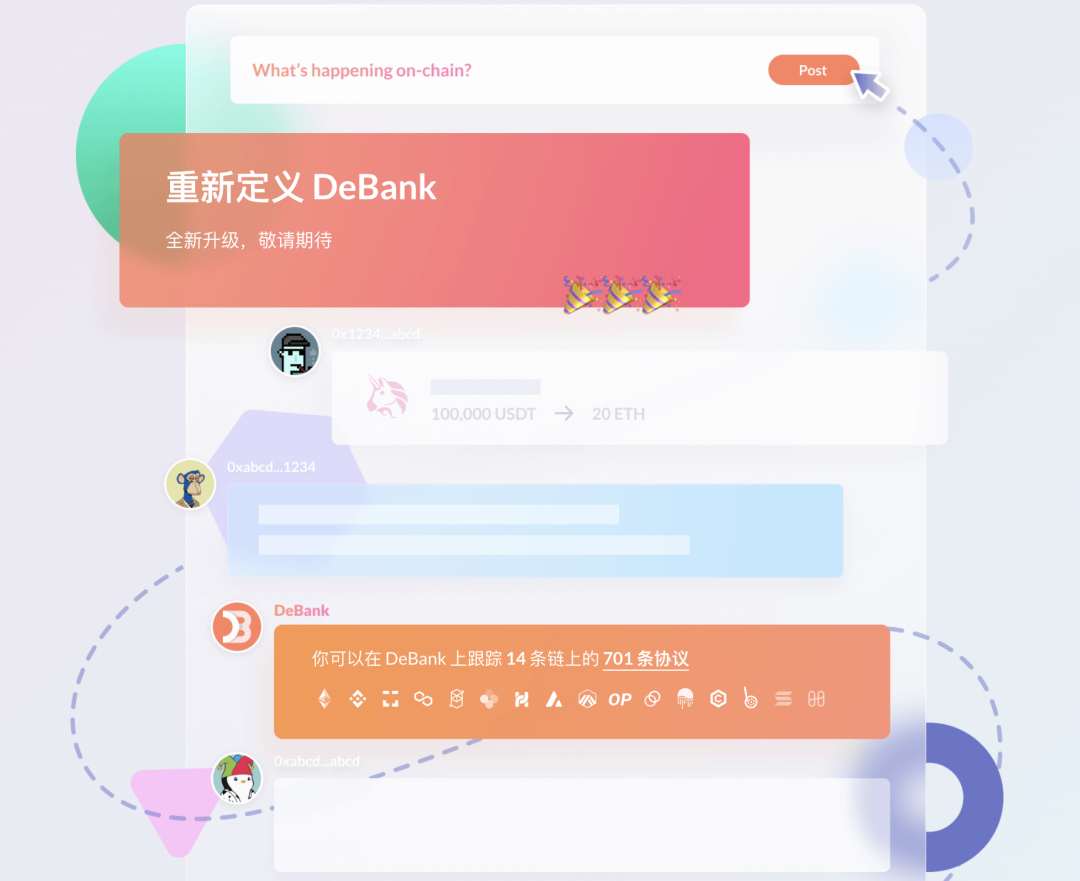 What's happening on-chain?
Post
重新定义 DeBank
全新升级，敬请期待
0x1234...abcd
100,000 USDT → 20 ETH
0xabcd...1234
DeBank
你可以在 DeBank 上跟踪 14 条链上的 701 条协议
OP
0xabcd...abcd